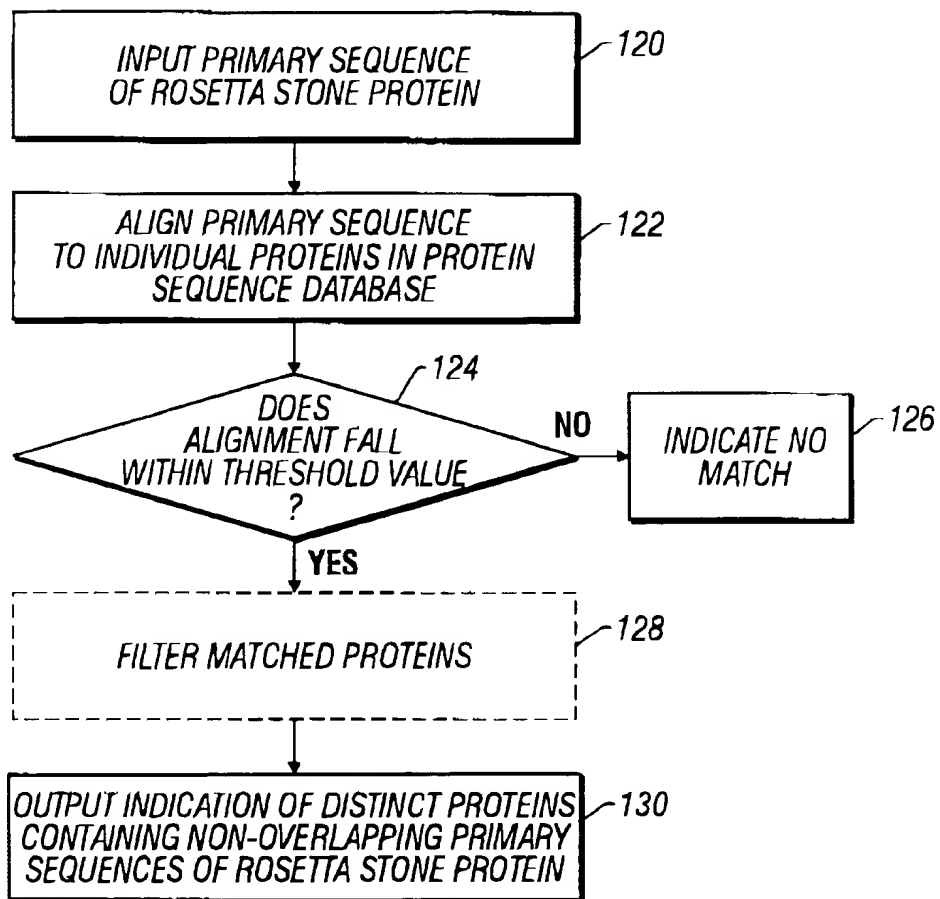 INPUT PRIMARY SEQUENCE
OF ROSETTA STONE PROTEIN
120
ALIGN PRIMARY SEQUENCE
TO INDIVIDUAL PROTEINS IN PROTEIN
SEQUENCE DATABASE
122
DOES
ALIGNMENT FALL
WITHIN THRESHOLD VALUE
?
124
NO
INDICATE NO
MATCH
126
YES
FILTER MATCHED PROTEINS
128
OUTPUT INDICATION OF DISTINCT PROTEINS
CONTAINING NON-OVERLAPPING PRIMARY
SEQUENCES OF ROSETTA STONE PROTEIN
130